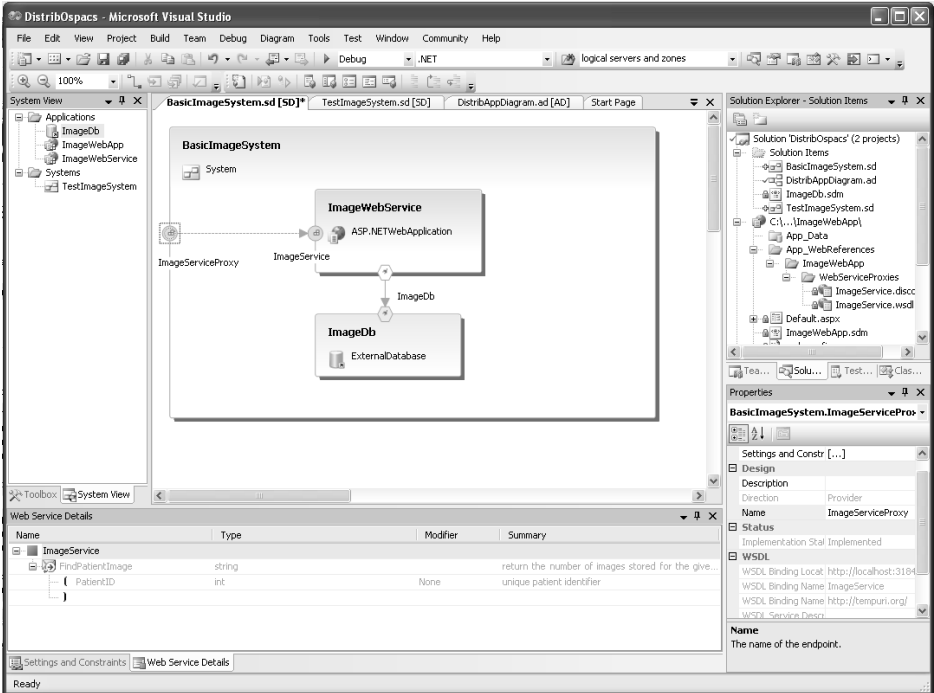 DistribOspacs - Microsoft Visual Studio
File Edit View Project Build Team Debug Diagram Tools Test Window Community Help
Debug .NET logical servers and zones
100%
System View
Applications
ImageDb
ImageWebApp
ImageWebService
Systems
TestImageSystem
Toolbox System View
BasicImageSystem.sd [SD]* TestImageSystem.sd [SD] DistribAppDiagram.ad [AD] Start Page
BasicImageSystem
System
ImageWebService
ASP.NETWebApplication
ImageServiceProxy
ImageService
ImageDb
ImageDb
ExternalDatabase
Solution Explorer - Solution Items
Solution 'DistribOspacs' (2 projects)
Solution Items
BasicImageSystem.sd
DistribAppDiagram.ad
ImageDb.sdm
TestImageSystem.sd
C:\...\ImageWebApp\
App_Data
App_WebReferences
ImageWebApp
WebServiceProxies
ImageService.disco
ImageService.wsdl
Default.aspx
ImageWebApp.sdm
Tea... Solu... Test... Clas...
Properties
BasicImageSystem.ImageServiceProx
Settings and Constr [...]
Design
Description
Direction Provider
Name ImageServiceProxy
Status
Implementation Stat Implemented
WSDL
WSDL Binding Locat http://localhost:3184
WSDL Binding Name ImageService
WSDL Binding Name http://tempuri.org/
WSDL Service Descr
Name
The name of the endpoint.
Web Service Details
Name Type Modifier Summary
ImageService
FindPatientImage string return the number of images stored for the give...
( PatientID int None unique patient identifier
)
Settings and Constraints Web Service Details
Ready